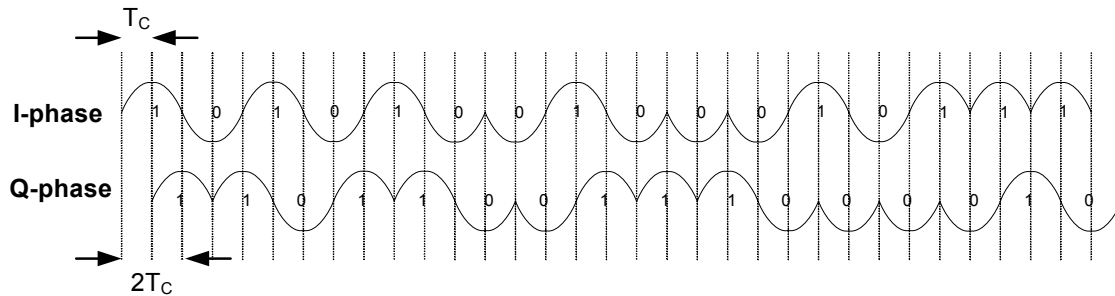 T_C
I-phase 1 0 1 0 1 0 0 1 0 0 0 1 0 1 1 1
Q-phase 1 1 0 1 1 0 0 1 1 1 0 0 0 0 1 0
2T_C